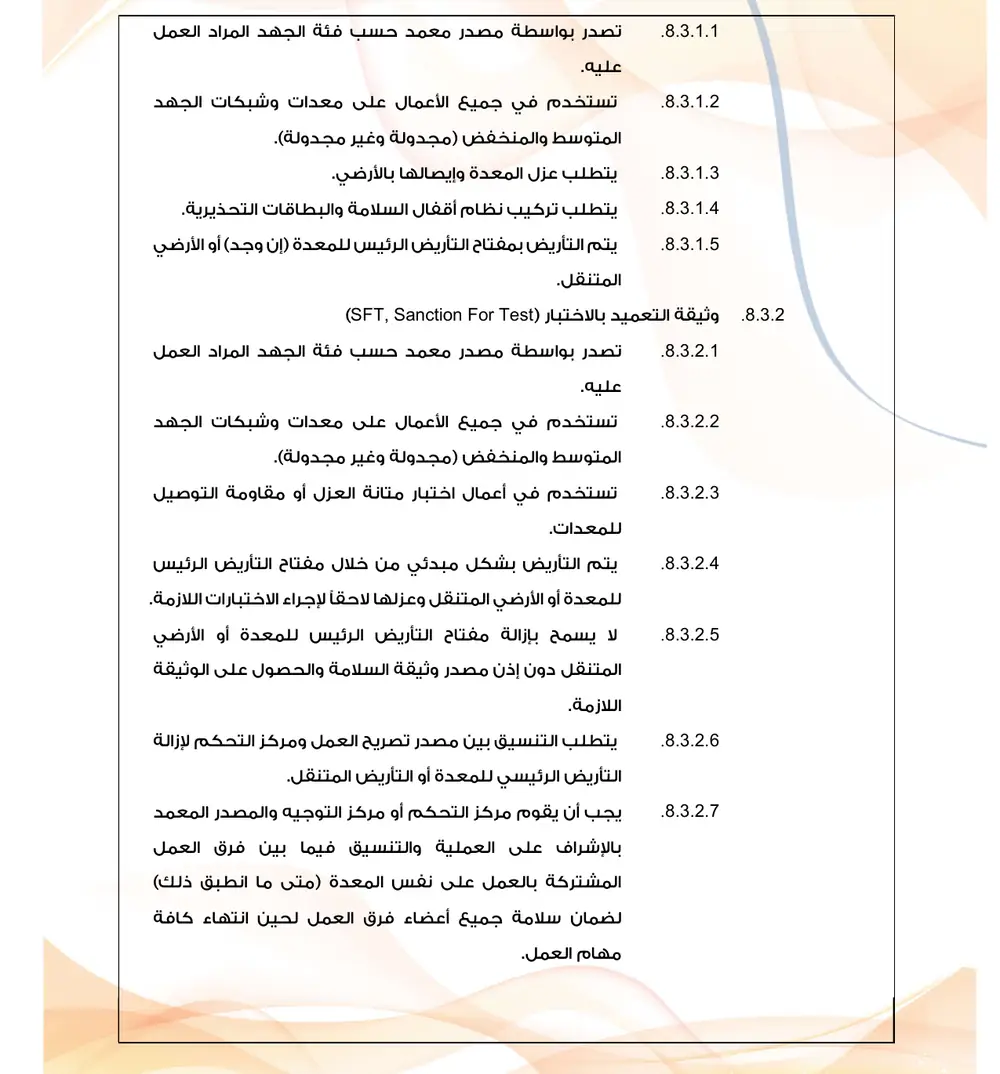 8.3.1.1. تصدر بواسطة مصدر معمد حسب فئة الجهد المراد العمل
عليه.
8.3.1.2. تستخدم في جميع الأعمال على معدات وشبكات الجهد
المتوسط والمنخفض (مجدولة وغير مجدولة).
8.3.1.3. يتطلب عزل المعدة وإيصالها بالأرضي.
8.3.1.4. يتطلب تركيب نظام أقفال السلامة والبطاقات التحذيرية.
8.3.1.5. يتم التأريض بمفتاح التأريض الرئيس للمعدة (إن وجد) أو الأرضي
المتنقل.
8.3.2. وثيقة التعميد بالاختبار (SFT, Sanction For Test)
8.3.2.1. تصدر بواسطة مصدر معمد حسب فئة الجهد المراد العمل
عليه.
8.3.2.2. تستخدم في جميع الأعمال على معدات وشبكات الجهد
المتوسط والمنخفض (مجدولة وغير مجدولة).
8.3.2.3. تستخدم في أعمال اختبار متانة العزل أو مقاومة التوصيل
للمعدات.
8.3.2.4. يتم التأريض بشكل مبدئي من خلال مفتاح التأريض الرئيس
للمعدة أو الأرضي المتنقل وعزلها لاحقاً لإجراء الاختبارات اللازمة.
8.3.2.5. لا يسمح بإزالة مفتاح التأريض الرئيس للمعدة أو الأرضي
المتنقل دون إذن مصدر وثيقة السلامة والحصول على الوثيقة
اللازمة.
8.3.2.6. يتطلب التنسيق بين مصدر تصريح العمل ومركز التحكم لإزالة
التأريض الرئيسي للمعدة أو التأريض المتنقل.
8.3.2.7. يجب أن يقوم مركز التحكم أو مركز التوجيه والمصدر المعمد
بالإشراف على العملية والتنسيق فيما بين فرق العمل
المشتركة بالعمل على نفس المعدة (متى ما انطبق ذلك)
لضمان سلامة جميع أعضاء فرق العمل لحين انتهاء كافة
مهام العمل.